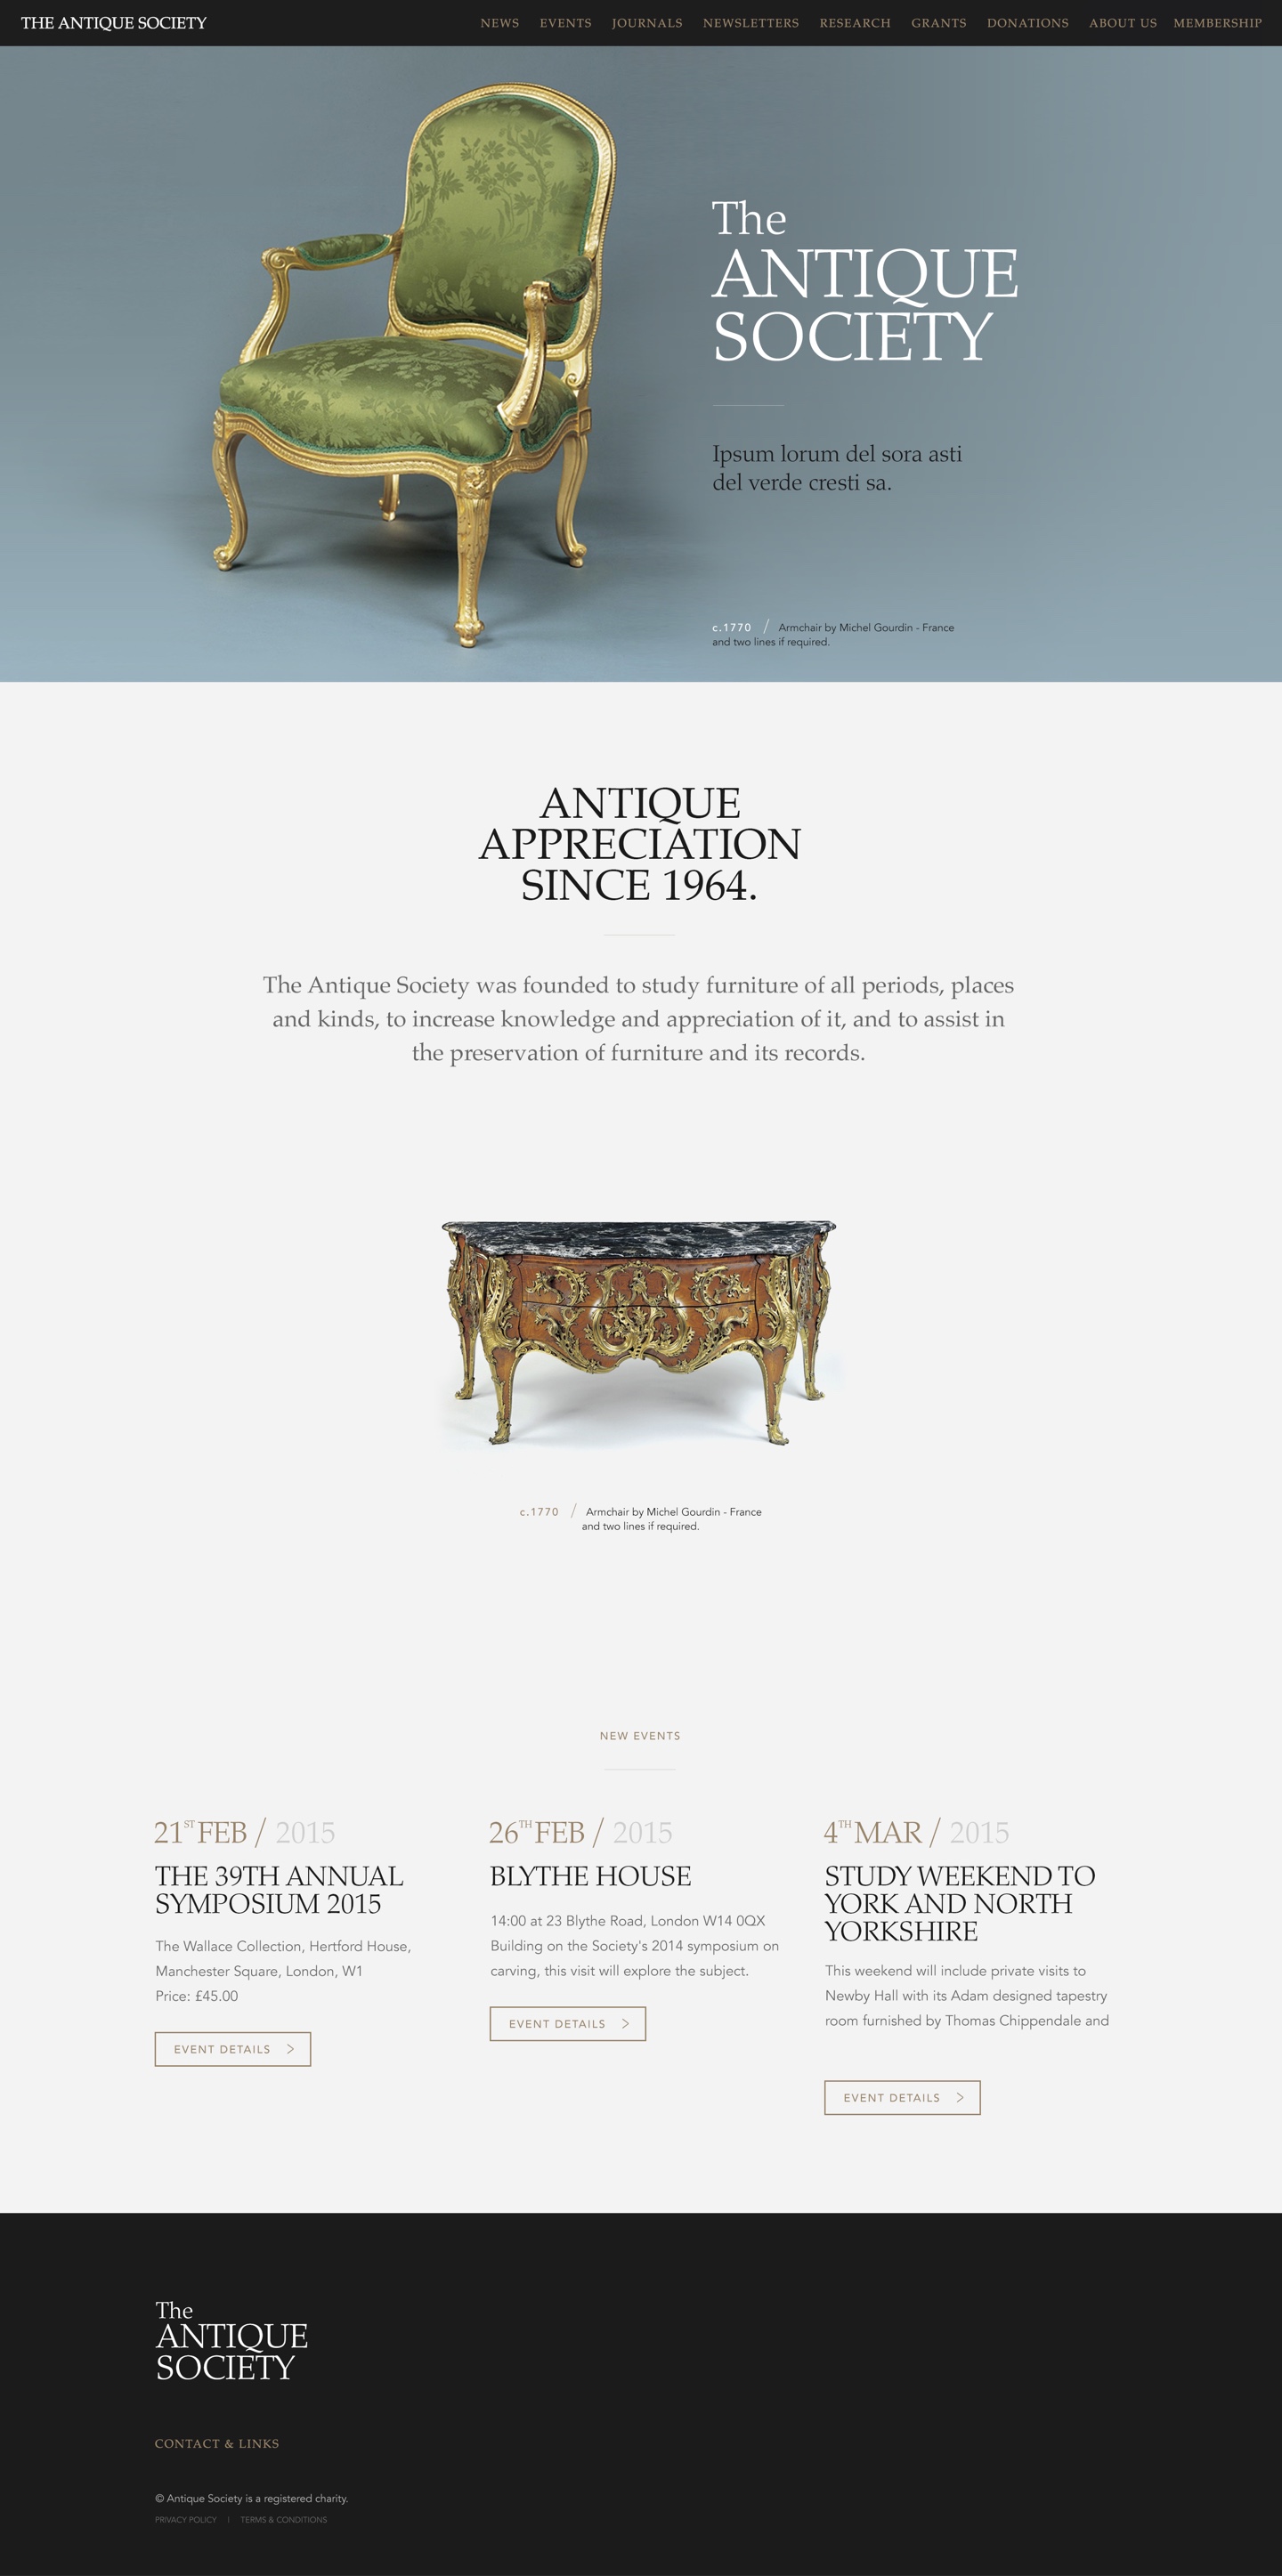 THE ANTIQUE SOCIETY
NEWS EVENTS JOURNALS NEWSLETTERS RESEARCH GRANTS DONATIONS ABOUT US MEMBERSHIP
The
ANTIQUE
SOCIETY
Ipsum lorum del sora asti
del verde cresti sa.
c.1770 / Armchair by Michel Gourdin - France
and two lines if required.
ANTIQUE
APPRECIATION
SINCE 1964.
The Antique Society was founded to study furniture of all periods, places
and kinds, to increase knowledge and appreciation of it, and to assist in
the preservation of furniture and its records.
c.1770 / Armchair by Michel Gourdin - France
and two lines if required.
NEW EVENTS
21ST FEB / 2015
THE 39TH ANNUAL
SYMPOSIUM 2015
The Wallace Collection, Hertford House,
Manchester Square, London, W1
Price: £45.00
EVENT DETAILS >
26TH FEB / 2015
BLYTHE HOUSE
14:00 at 23 Blythe Road, London W14 0QX
Building on the Society's 2014 symposium on
carving, this visit will explore the subject.
EVENT DETAILS >
4TH MAR / 2015
STUDY WEEKEND TO
YORK AND NORTH
YORKSHIRE
This weekend will include private visits to
Newby Hall with its Adam designed tapestry
room furnished by Thomas Chippendale and
EVENT DETAILS >
The
ANTIQUE
SOCIETY
CONTACT & LINKS
© Antique Society is a registered charity.
PRIVACY POLICY | TERMS & CONDITIONS